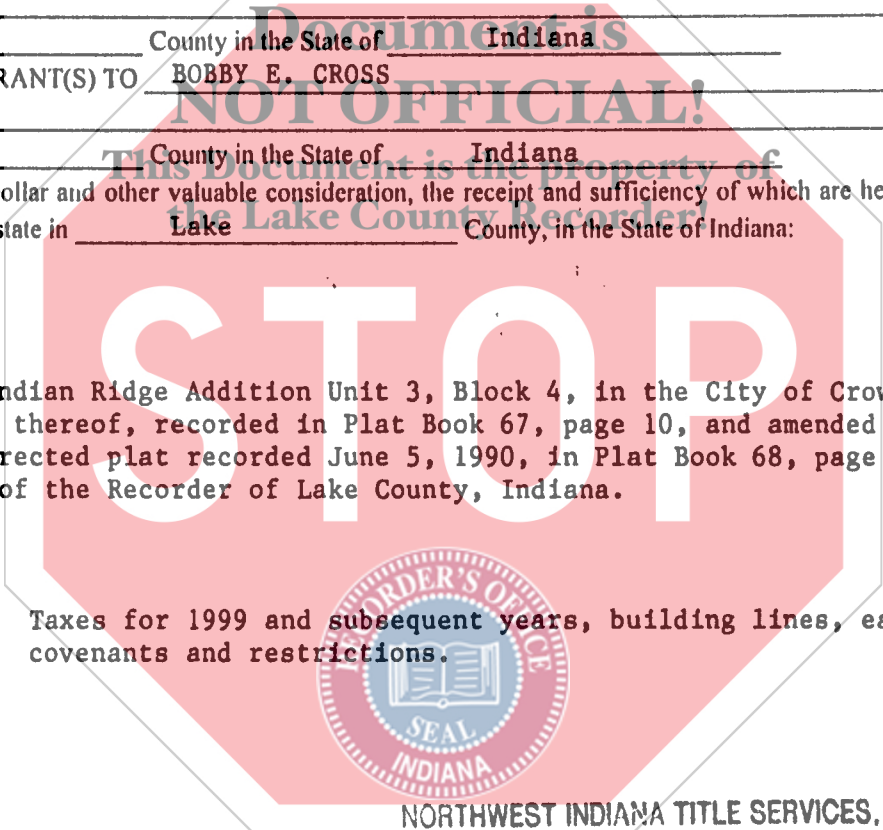 Document is
County in the State of Indiana
RANT(S) TO BOBBY E. CROSS
NOT OFFICIAL!
County in the State of Indiana
This Document is the property of
ollar and other valuable consideration, the receipt and sufficiency of which are he
the Lake County Recorder!
state in Lake County, in the State of Indiana:
STOP
ndian Ridge Addition Unit 3, Block 4, in the City of Crow
thereof, recorded in Plat Book 67, page 10, and amended
rected plat recorded June 5, 1990, in Plat Book 68, page
of the Recorder of Lake County, Indiana.
RECORDER'S OFFICE
Taxes for 1999 and subsequent years, building lines, ea
covenants and restrictions.
SEAL
INDIANA
NORTHWEST INDIANA TITLE SERVICES,